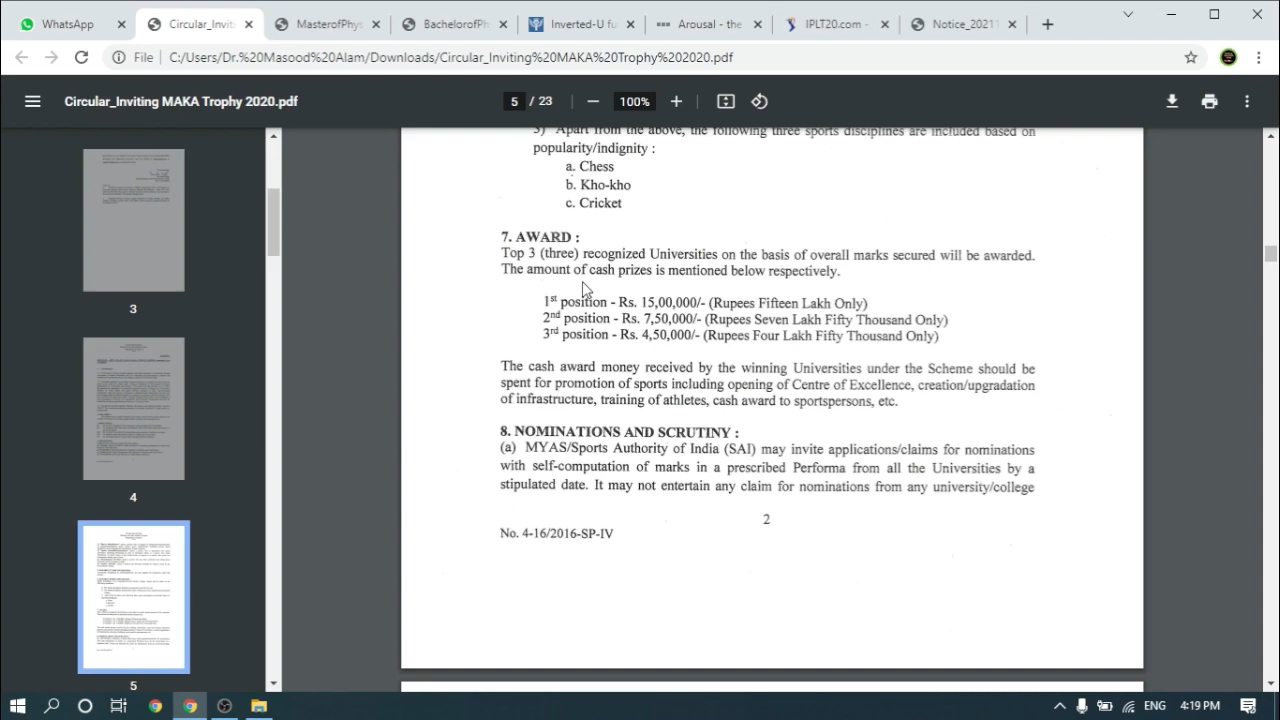 WhatsApp
Circular_Inviti
MasterofPhys
BachelorofPh
Inverted-U fu
Arousal - the
IPLT20.com -
Notice_20211
File C:/Users/Dr.%20Masood%20Alam/Downloads/Circular_Inviting%20MAKA%20Trophy%202020.pdf
Circular_Inviting MAKA Trophy 2020.pdf
5 / 23
100%
3) Apart from the above, the following three sports disciplines are included based on
popularity/indignity :
a. Chess
b. Kho-kho
c. Cricket
7. AWARD :
Top 3 (three) recognized Universities on the basis of overall marks secured will be awarded.
The amount of cash prizes is mentioned below respectively.
1st position - Rs. 15,00,000/- (Rupees Fifteen Lakh Only)
2nd position - Rs. 7,50,000/- (Rupees Seven Lakh Fifty Thousand Only)
3rd position - Rs. 4,50,000/- (Rupees Four Lakh Fifty Thousand Only)
The cash award money received by the winning Universities under the Scheme should be
spent for promotion of sports including opening of Centre of Excellence, creation/upgradation
of infrastructure, training of athletes, cash award to sportspersons, etc.
8. NOMINATIONS AND SCRUTINY :
(a) MYAS/Sports Authority of India (SAI) may invite applications/claims for nominations
with self-computation of marks in a prescribed Performa from all the Universities by a
stipulated date. It may not entertain any claim for nominations from any university/college
2
No. 4-16/2016-SP-IV
3
4
5
ENG
4:19 PM